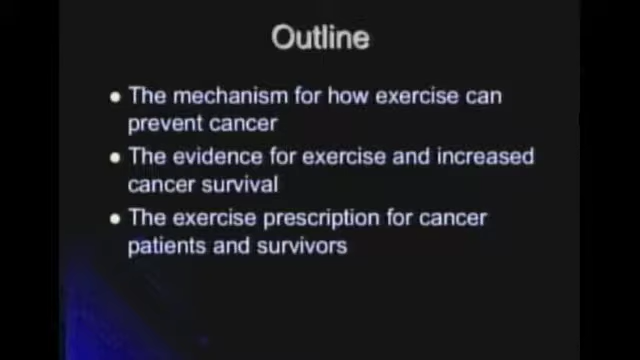 Outline
● The mechanism for how exercise can
prevent cancer
● The evidence for exercise and increased
cancer survival
● The exercise prescription for cancer
patients and survivors